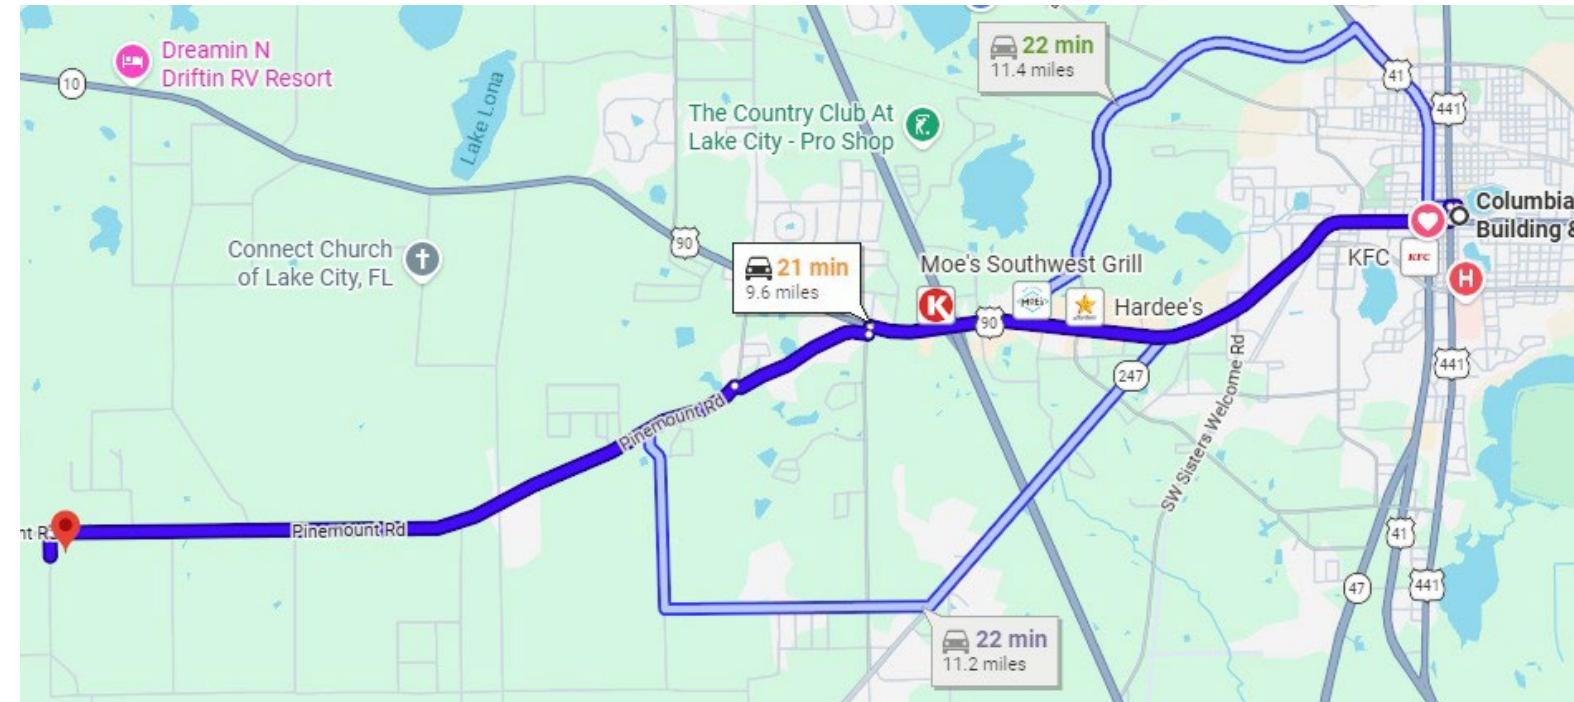 Dreamin N
Driftin RV Resort
10
Lake Lona
22 min
11.4 miles
41
441
The Country Club At
Lake City - Pro Shop
Columbia
Building &
90
Connect Church
of Lake City, FL
21 min
9.6 miles
Moe's Southwest Grill
KFC
KFC
H
K
MOE's
Hardee's
90
247
441
SW Sisters Welcome Rd
Pinemount Rd
Pinemount Rd
41
47
441
22 min
11.2 miles